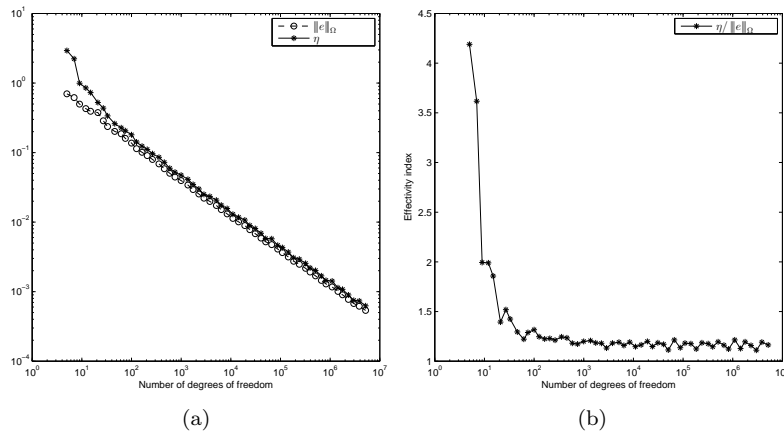 10^1
10^0
10^-1
10^-2
10^-3
10^-4
10^0 10^1 10^2 10^3 10^4 10^5 10^6 10^7
Number of degrees of freedom
|||e|||_Ω
η
(a)
4.5
4
3.5
3
2.5
2
1.5
1
Effectivity index
10^0 10^1 10^2 10^3 10^4 10^5 10^6 10^7
Number of degrees of freedom
η/|||e|||_Ω
(b)